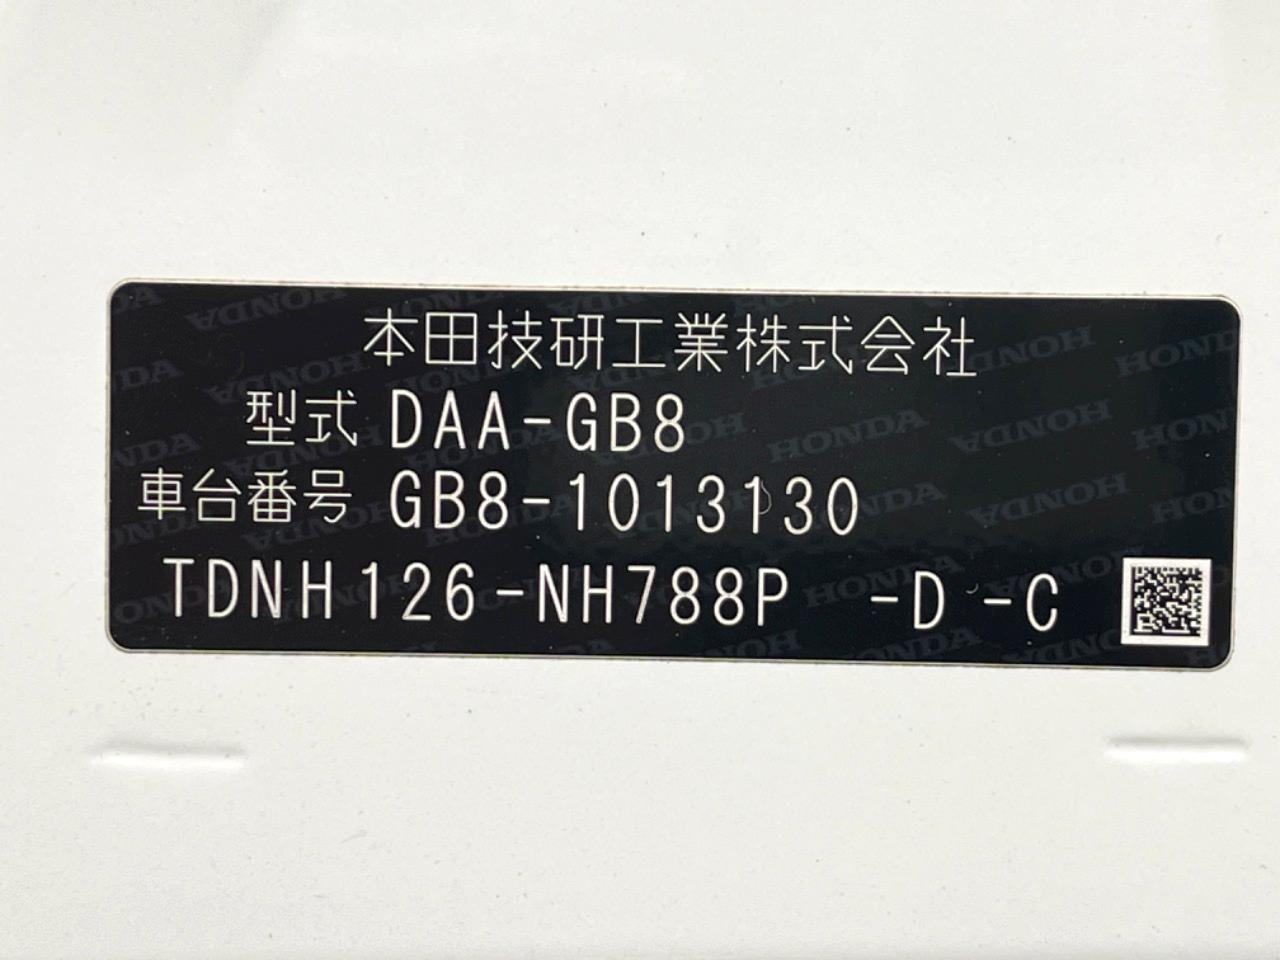 本田技研工業株式会社
型式 DAA-GB8
車台番号 GB8-1013130
TDNH126-NH788P -D -C